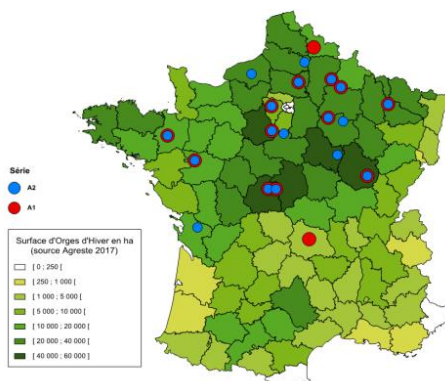 Série
A2
A1
Surface d'Orges d'Hiver en ha
(source Agreste 2017)
[ 0 ; 250 [
[ 250 ; 1 000 [
[ 1 000 ; 5 000 [
[ 5 000 ; 10 000 [
[ 10 000 ; 20 000 [
[ 20 000 ; 40 000 [
[ 40 000 ; 60 000 [